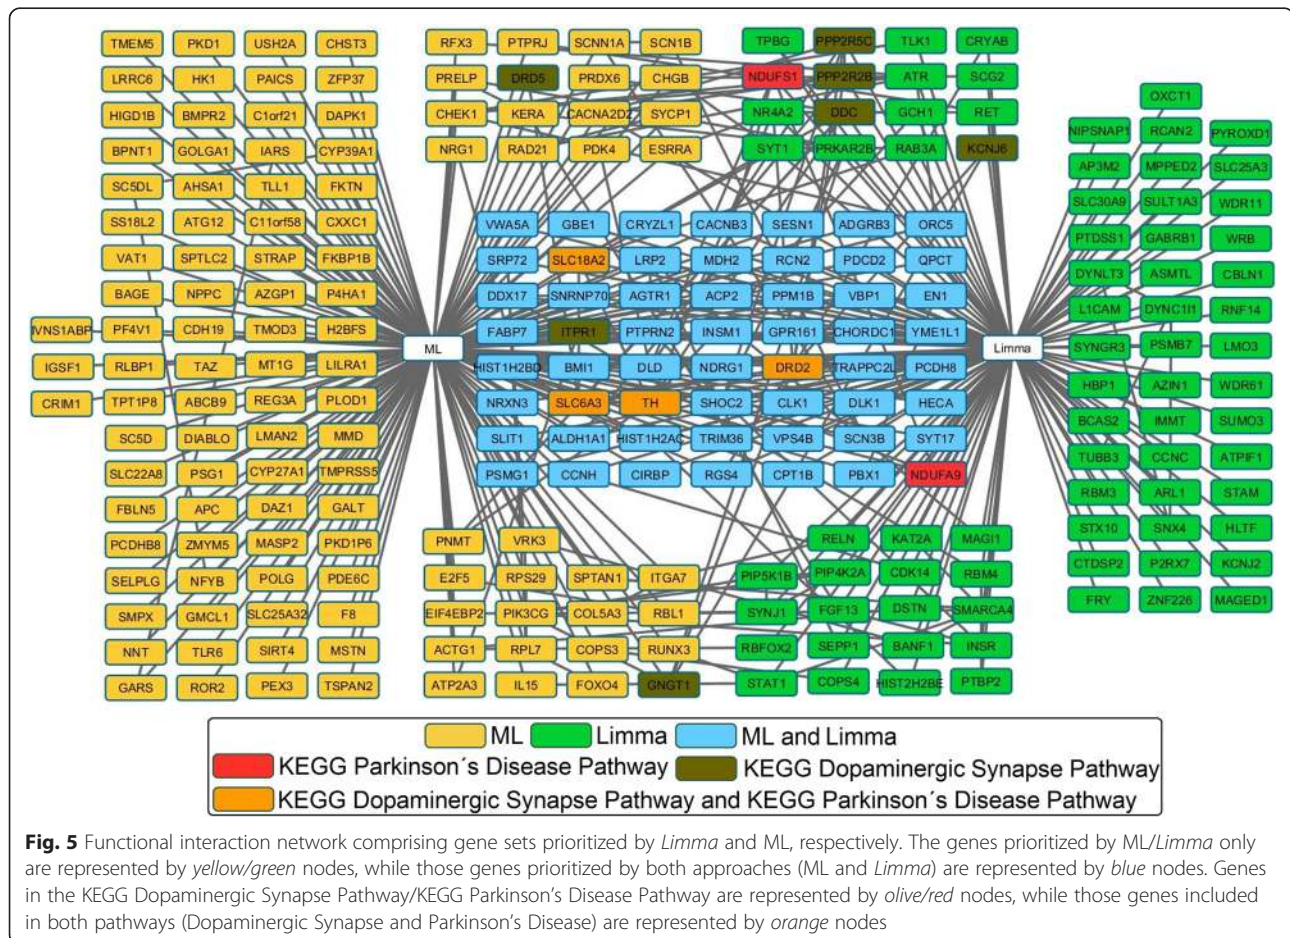 TMEM5 PKD1 USH2A CHST3 RFX3 PTPRJ SCNN1A SCN1B TPBG PPP2R5C TLK1 CRYAB
LRRC6 HK1 PAICS ZFP37 PRELP DRD5 PRDX6 CHGB NDUFS1 PPP2R2B ATR SCG2
OXCT1
HIGD1B BMPR2 C1orf21 DAPK1 CHEK1 KERA CACNA2D2 SYCP1 NR4A2 DDC GCH1 RET
NIPSNAP1 RCAN2 PYROXD1
BPNT1 GOLGA1 IARS CYP39A1 NRG1 RAD21 PDK4 ESRRA SYT1 PRKAR2B RAB3A KCNJ6
AP3M2 MPPED2 SLC25A3
SC5DL AHSA1 TLL1 FKTN
SLC30A9 SULT1A3 WDR11
SS18L2 ATG12 C11orf58 CXXC1 VWA5A GBE1 CRYZL1 CACNB3 SESN1 ADGRB3 ORC5
PTDSS1 GABRB1 WRB
VAT1 SPTLC2 STRAP FKBP1B SRP72 SLC18A2 LRP2 MDH2 RCN2 PDCD2 QPCT
DYNLT3 ASMTL CBLN1
BAGE NPPC AZGP1 P4HA1 DDX17 SNRNP70 AGTR1 ACP2 PPM1B VBP1 EN1
L1CAM DYNC1I1 RNF14
IVNS1ABP PF4V1 CDH19 TMOD3 H2BFS FABP7 ITPR1 PTPRN2 INSM1 GPR161 CHORDC1 YME1L1
ML Limma
SYNGR3 PSMB7 LMO3
IGSF1 RLBP1 TAZ MT1G LILRA1 HIST1H2BD BMI1 DLD NDRG1 DRD2 TRAPPC2L PCDH8
HBP1 AZIN1 WDR61
CRIM1 TPT1P8 ABCB9 REG3A PLOD1 NRXN3 SLC6A3 TH SHOC2 CLK1 DLK1 HECA
BCAS2 IMMT SUMO3
SC5D DIABLO LMAN2 MMD SLIT1 ALDH1A1 HIST1H2AC TRIM36 VPS4B SCN3B SYT17
TUBB3 CCNC ATPIF1
SLC22A8 PSG1 CYP27A1 TMPRSS5 PSMG1 CCNH CIRBP RGS4 CPT1B PBX1 NDUFA9
RBM3 ARL1 STAM
FBLN5 APC DAZ1 GALT
STX10 SNX4 HLTF
PCDHB8 ZMYM5 MASP2 PKD1P6 PNMT VRK3 RELN KAT2A MAGI1
CTDSP2 P2RX7 KCNJ2
SELPLG NFYB POLG PDE6C E2F5 RPS29 SPTAN1 ITGA7 PIP5K1B PIP4K2A CDK14 RBM4
FRY ZNF226 MAGED1
SMPX GMCL1 SLC25A32 F8 EIF4EBP2 PIK3CG COL5A3 RBL1 SYNJ1 FGF13 DSTN SMARCA4
NNT TLR6 SIRT4 MSTN ACTG1 RPL7 COPS3 RUNX3 RBFOX2 SEPP1 BANF1 INSR
GARS ROR2 PEX3 TSPAN2 ATP2A3 IL15 FOXO4 GNGT1 STAT1 COPS4 HIST2H2BE PTBP2
ML Limma ML and Limma
KEGG Parkinson´s Disease Pathway KEGG Dopaminergic Synapse Pathway
KEGG Dopaminergic Synapse Pathway and KEGG Parkinson´s Disease Pathway
Fig. 5 Functional interaction network comprising gene sets prioritized by Limma and ML, respectively. The genes prioritized by ML/Limma only
are represented by yellow/green nodes, while those genes prioritized by both approaches (ML and Limma) are represented by blue nodes. Genes
in the KEGG Dopaminergic Synapse Pathway/KEGG Parkinson's Disease Pathway are represented by olive/red nodes, while those genes included
in both pathways (Dopaminergic Synapse and Parkinson's Disease) are represented by orange nodes